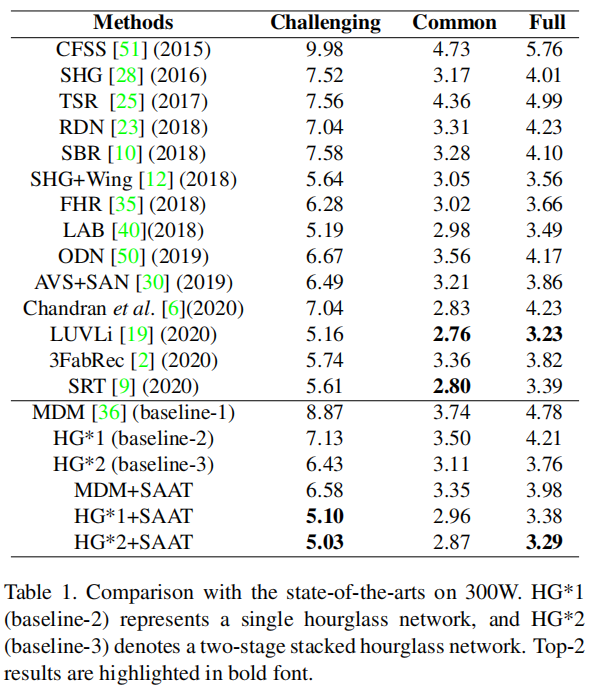 Methods Challenging Common Full
CFSS [51] (2015) 9.98 4.73 5.76
SHG [28] (2016) 7.52 3.17 4.01
TSR [25] (2017) 7.56 4.36 4.99
RDN [23] (2018) 7.04 3.31 4.23
SBR [10] (2018) 7.58 3.28 4.10
SHG+Wing [12] (2018) 5.64 3.05 3.56
FHR [35] (2018) 6.28 3.02 3.66
LAB [40](2018) 5.19 2.98 3.49
ODN [50] (2019) 6.67 3.56 4.17
AVS+SAN [30] (2019) 6.49 3.21 3.86
Chandran et al. [6](2020) 7.04 2.83 4.23
LUVLi [19] (2020) 5.16 2.76 3.23
3FabRec [2] (2020) 5.74 3.36 3.82
SRT [9] (2020) 5.61 2.80 3.39
MDM [36] (baseline-1) 8.87 3.74 4.78
HG*1 (baseline-2) 7.13 3.50 4.21
HG*2 (baseline-3) 6.43 3.11 3.76
MDM+SAAT 6.58 3.35 3.98
HG*1+SAAT 5.10 2.96 3.38
HG*2+SAAT 5.03 2.87 3.29
Table 1. Comparison with the state-of-the-arts on 300W. HG*1
(baseline-2) represents a single hourglass network, and HG*2
(baseline-3) denotes a two-stage stacked hourglass network. Top-2
results are highlighted in bold font.